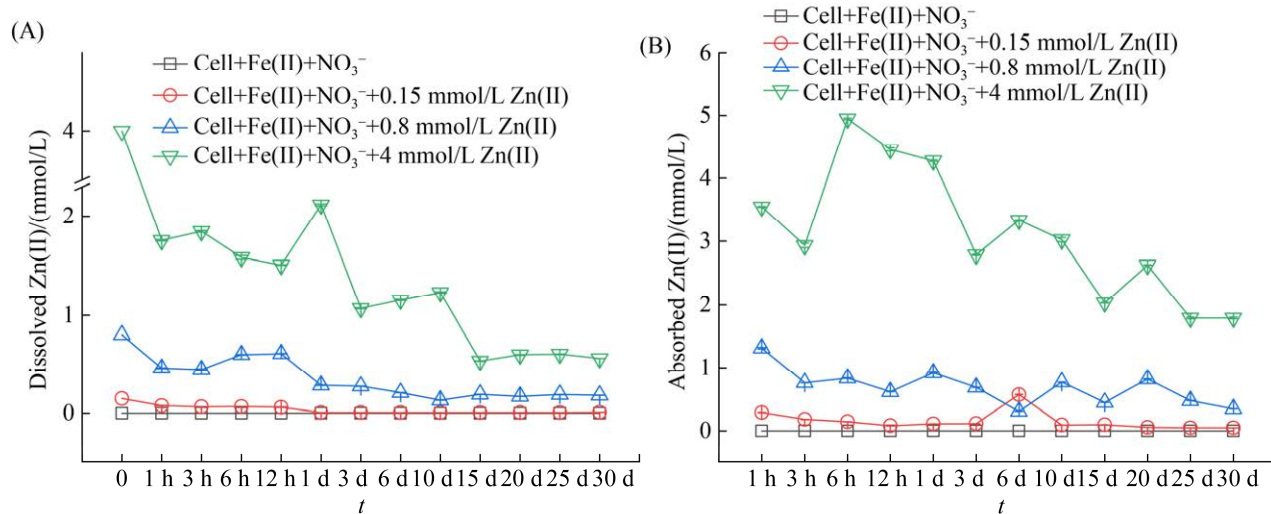 (A)
Cell+Fe(II)+NO₃⁻
Cell+Fe(II)+NO₃⁻+0.15 mmol/L Zn(II)
Cell+Fe(II)+NO₃⁻+0.8 mmol/L Zn(II)
Cell+Fe(II)+NO₃⁻+4 mmol/L Zn(II)
Dissolved Zn(II)/(mmol/L)
4
2
1
0
0 1 h 3 h 6 h 12 h 1 d 3 d 6 d 10 d 15 d 20 d 25 d 30 d
t
(B)
Cell+Fe(II)+NO₃⁻
Cell+Fe(II)+NO₃⁻+0.15 mmol/L Zn(II)
Cell+Fe(II)+NO₃⁻+0.8 mmol/L Zn(II)
Cell+Fe(II)+NO₃⁻+4 mmol/L Zn(II)
Absorbed Zn(II)/(mmol/L)
6
5
4
3
2
1
0
1 h 3 h 6 h 12 h 1 d 3 d 6 d 10 d 15 d 20 d 25 d 30 d
t